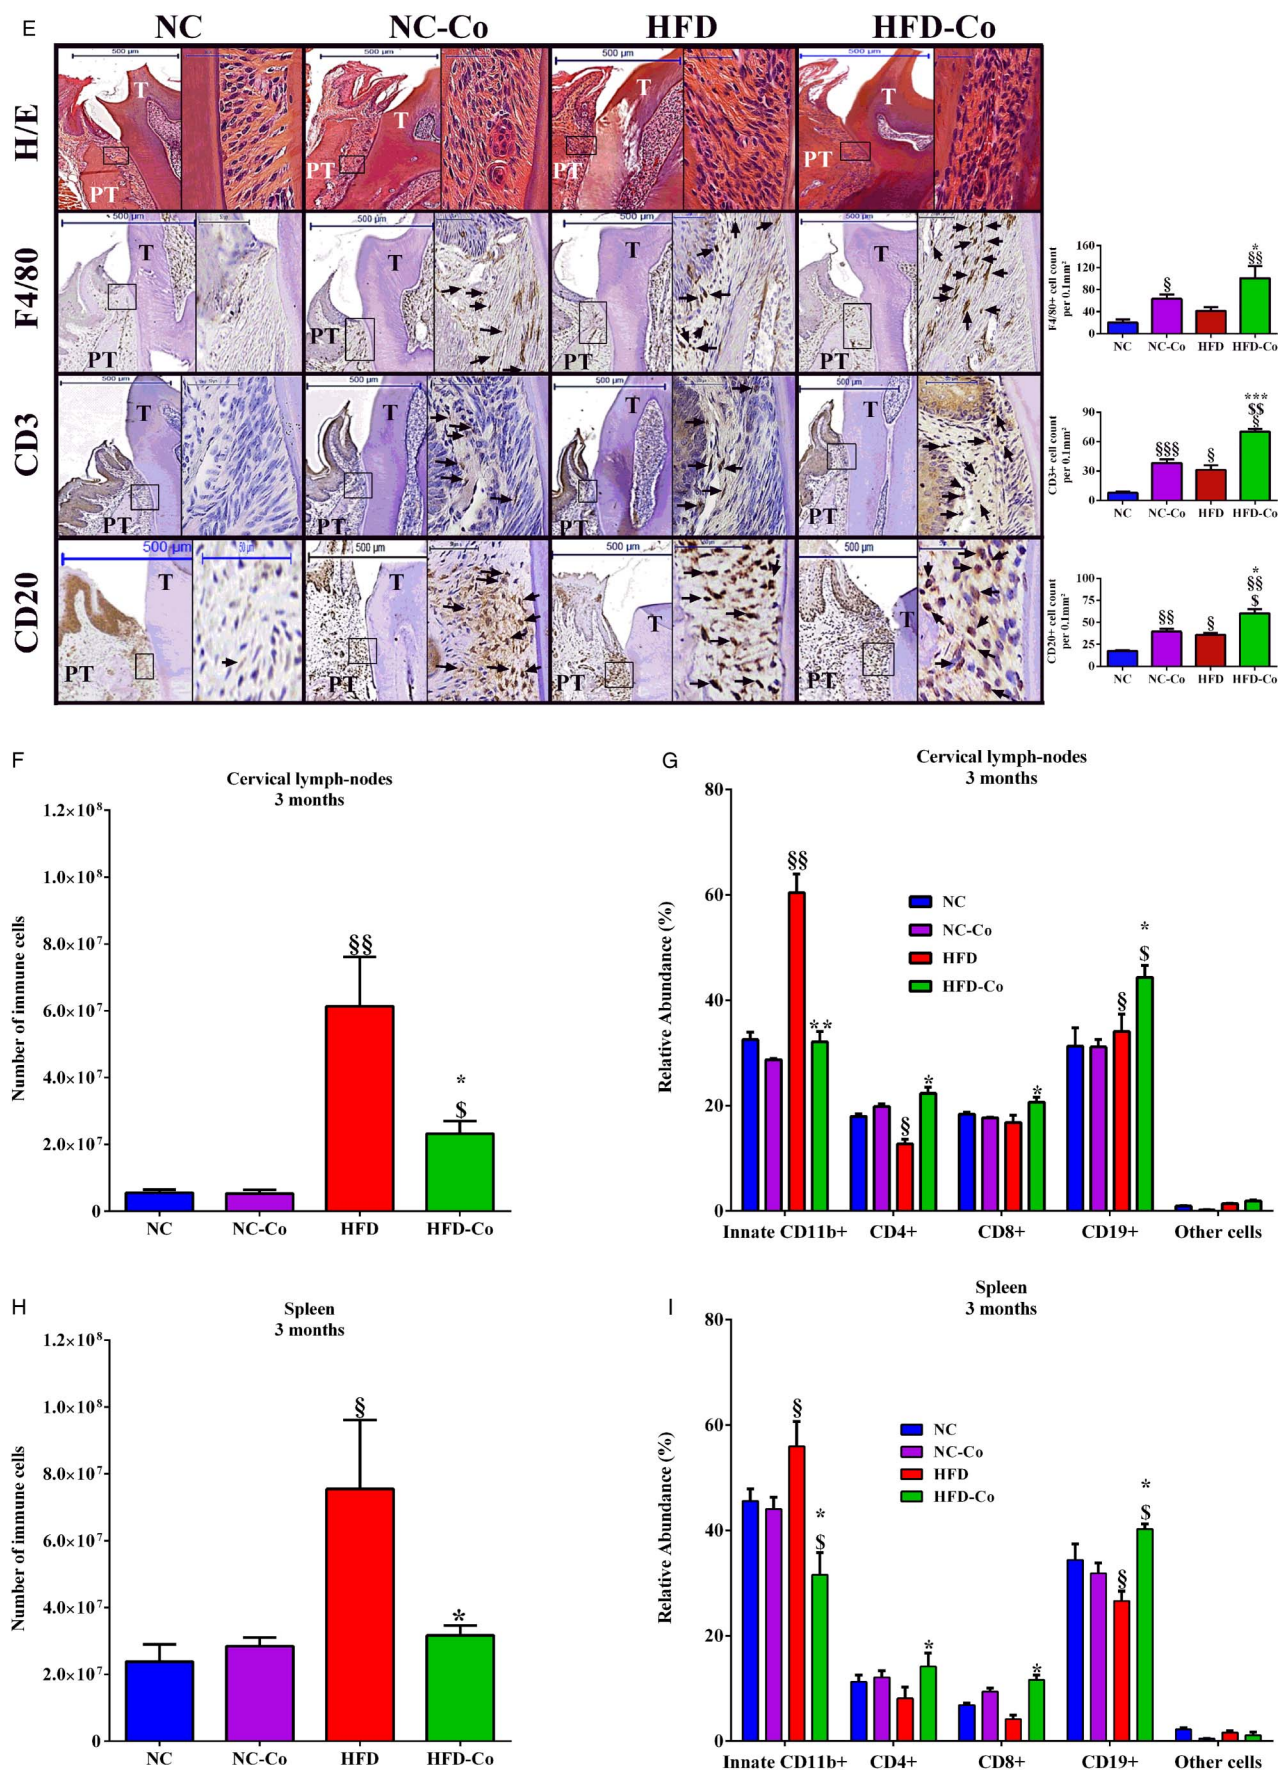 E
NC NC-Co HFD HFD-Co
H/E
500 µm 500 µm 500 µm 500 µm
T T T T
PT PT PT PT
F4/80
500 µm 500 µm 500 µm 500 µm
T T T T
PT PT PT PT
F4/80+ cell count
per 0.1mm²
160
120
80
40
0
§
*
§§
NC NC-Co HFD HFD-Co
CD3
500 µm 500 µm 500 µm 500 µm
T T T T
PT PT PT PT
CD3+ cell count
per 0.1mm²
90
60
30
0
§§§
§
***
$$
§
NC NC-Co HFD HFD-Co
CD20
500 µm 50 µm 500 µm 500 µm 500 µm
T T T T
PT PT PT PT
CD20+ cell count
per 0.1mm²
100
75
50
25
0
§§
§
*
§§
$
NC NC-Co HFD HFD-Co
F
Cervical lymph-nodes
3 months
Number of immune cells
1.2×10⁸
1.0×10⁸
8.0×10⁷
6.0×10⁷
4.0×10⁷
2.0×10⁷
0
§§
*
$
NC NC-Co HFD HFD-Co
G
Cervical lymph-nodes
3 months
Relative Abundance (%)
80
60
40
20
0
NC
NC-Co
HFD
HFD-Co
§§
**
§
*
*
§
*
$
Innate CD11b+ CD4+ CD8+ CD19+ Other cells
H
Spleen
3 months
Number of immune cells
1.2×10⁸
1.0×10⁸
8.0×10⁷
6.0×10⁷
4.0×10⁷
2.0×10⁷
0
§
*
NC NC-Co HFD HFD-Co
I
Spleen
3 months
Relative Abundance (%)
80
60
40
20
0
NC
NC-Co
HFD
HFD-Co
§
*
$
*
*
§
*
$
Innate CD11b+ CD4+ CD8+ CD19+ Other cells